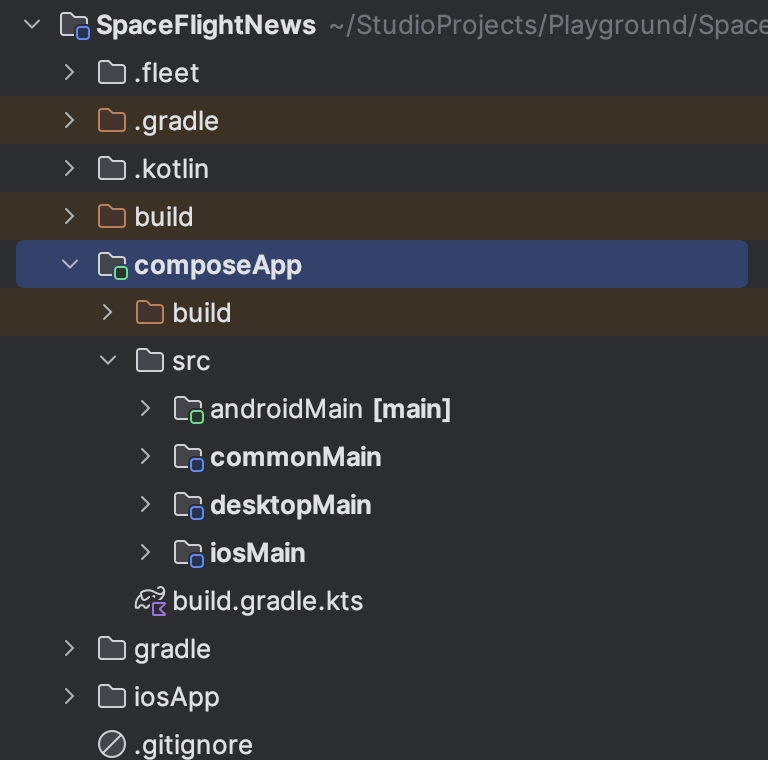 SpaceFlightNews ~/StudioProjects/Playground/Space
.fleet
.gradle
.kotlin
build
composeApp
build
src
androidMain [main]
commonMain
desktopMain
iosMain
build.gradle.kts
gradle
iosApp
.gitignore